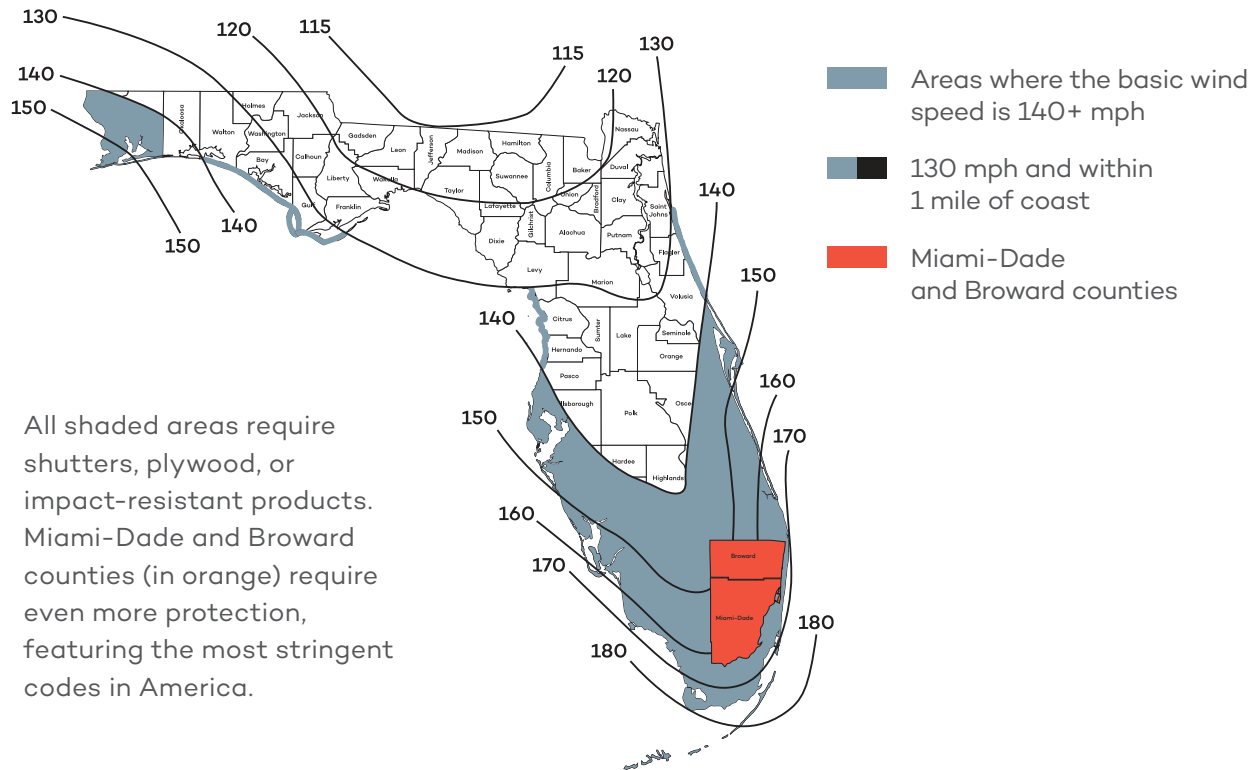 130
120
115
115
130
120
140
150
150
140
Holmes
Jackson
Okaloosa
Walton
Washington
Bay
Calhoun
Gulf
Liberty
Franklin
Gadsden
Leon
Wakulla
Jefferson
Madison
Taylor
Hamilton
Suwannee
Lafayette
Columbia
Baker
Nassau
Duval
Union
Bradford
Clay
Saint
Johns
Gilchrist
Alachua
Putnam
Flagler
Dixie
Levy
Marion
Volusia
Citrus
Sumter
Lake
Seminole
Hernando
Orange
Pasco
llsborough
Polk
Osce
Hardee
Highlands
Broward
Miami-Dade
140
150
160
170
140
150
160
170
180
180
Areas where the basic wind
speed is 140+ mph
130 mph and within
1 mile of coast
Miami-Dade
and Broward counties
All shaded areas require
shutters, plywood, or
impact-resistant products.
Miami-Dade and Broward
counties (in orange) require
even more protection,
featuring the most stringent
codes in America.